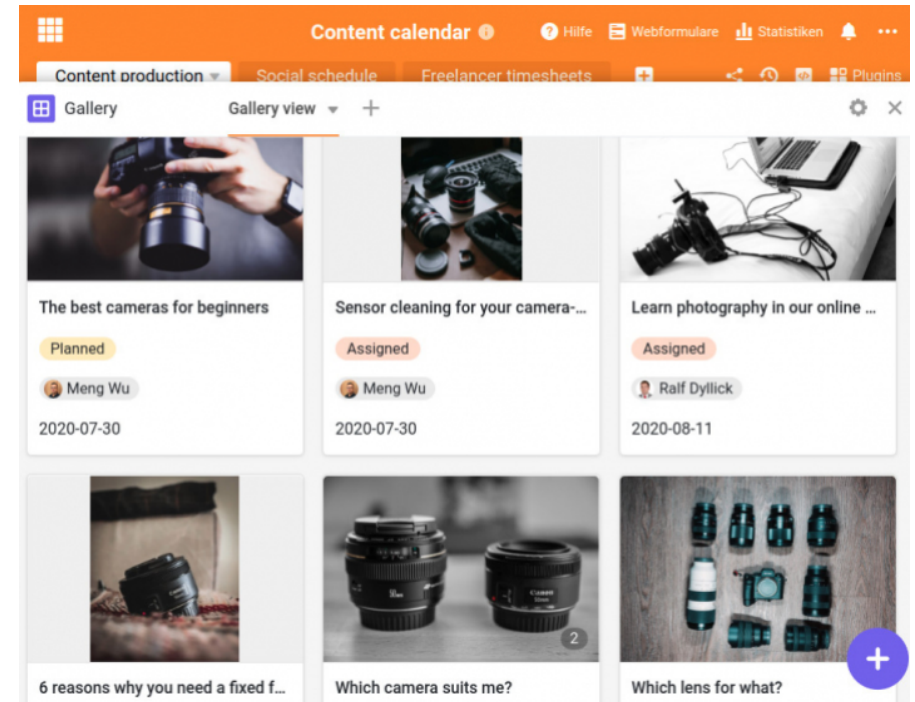 Content calendar
Hilfe
Webformulare
Statistiken
Content production
Social schedule
Freelancer timesheets
Plugins
Gallery
Gallery view
The best cameras for beginners
Sensor cleaning for your camera-...
Learn photography in our online ...
Planned
Assigned
Assigned
Meng Wu
Meng Wu
Ralf Dyllick
2020-07-30
2020-07-30
2020-08-11
Canon
2
6 reasons why you need a fixed f...
Which camera suits me?
Which lens for what?